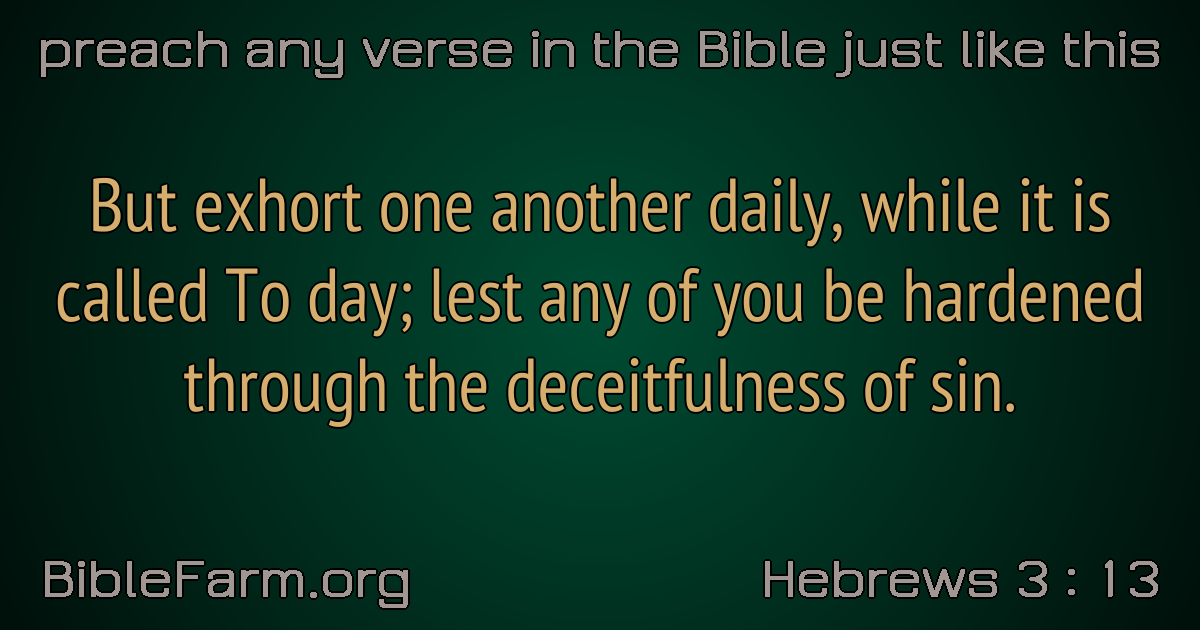 preach any verse in the Bible just like this
But exhort one another daily, while it is
called To day; lest any of you be hardened
through the deceitfulness of sin.
BibleFarm.org
Hebrews 3 : 13